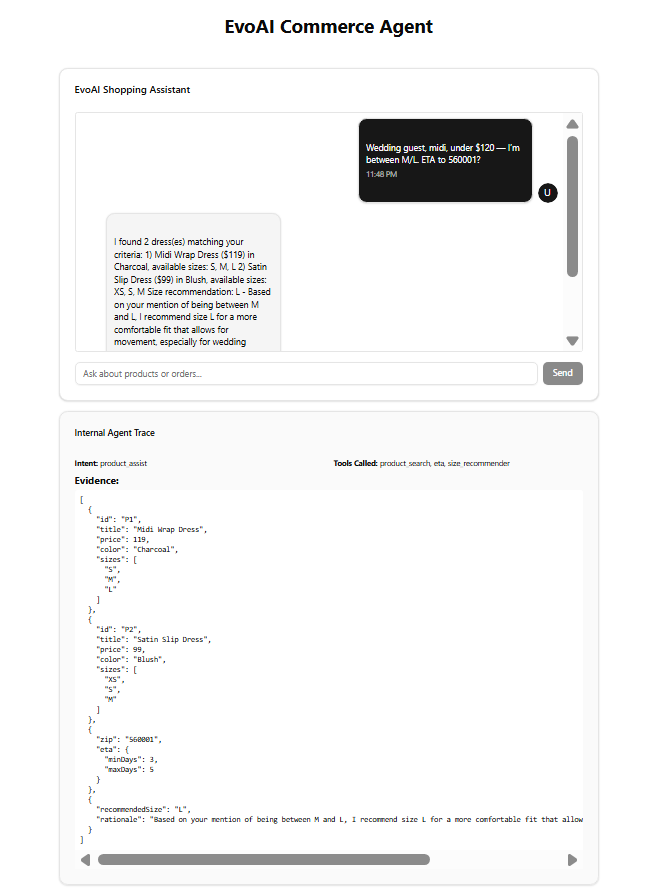 EvoAI Commerce Agent
EvoAI Shopping Assistant
Wedding guest, midi, under $120 — I'm
between M/L. ETA to 560001?
11:48 PM
U
I found 2 dress(es) matching your
criteria: 1) Midi Wrap Dress ($119) in
Charcoal, available sizes: S, M, L 2) Satin
Slip Dress ($99) in Blush, available sizes:
XS, S, M Size recommendation: L - Based
on your mention of being between M
and L, I recommend size L for a more
comfortable fit that allows for
movement, especially for wedding
Ask about products or orders...
Send
Internal Agent Trace
Intent: product_assist
Tools Called: product_search, eta, size_recommender
Evidence:
[
  {
    "id": "P1",
    "title": "Midi Wrap Dress",
    "price": 119,
    "color": "Charcoal",
    "sizes": [
      "S",
      "M",
      "L"
    ]
  },
  {
    "id": "P2",
    "title": "Satin Slip Dress",
    "price": 99,
    "color": "Blush",
    "sizes": [
      "XS",
      "S",
      "M"
    ]
  },
  {
    "zip": "560001",
    "eta": {
      "minDays": 3,
      "maxDays": 5
    }
  },
  {
    "recommendedSize": "L",
    "rationale": "Based on your mention of being between M and L, I recommend size L for a more comfortable fit that allow
  }
]